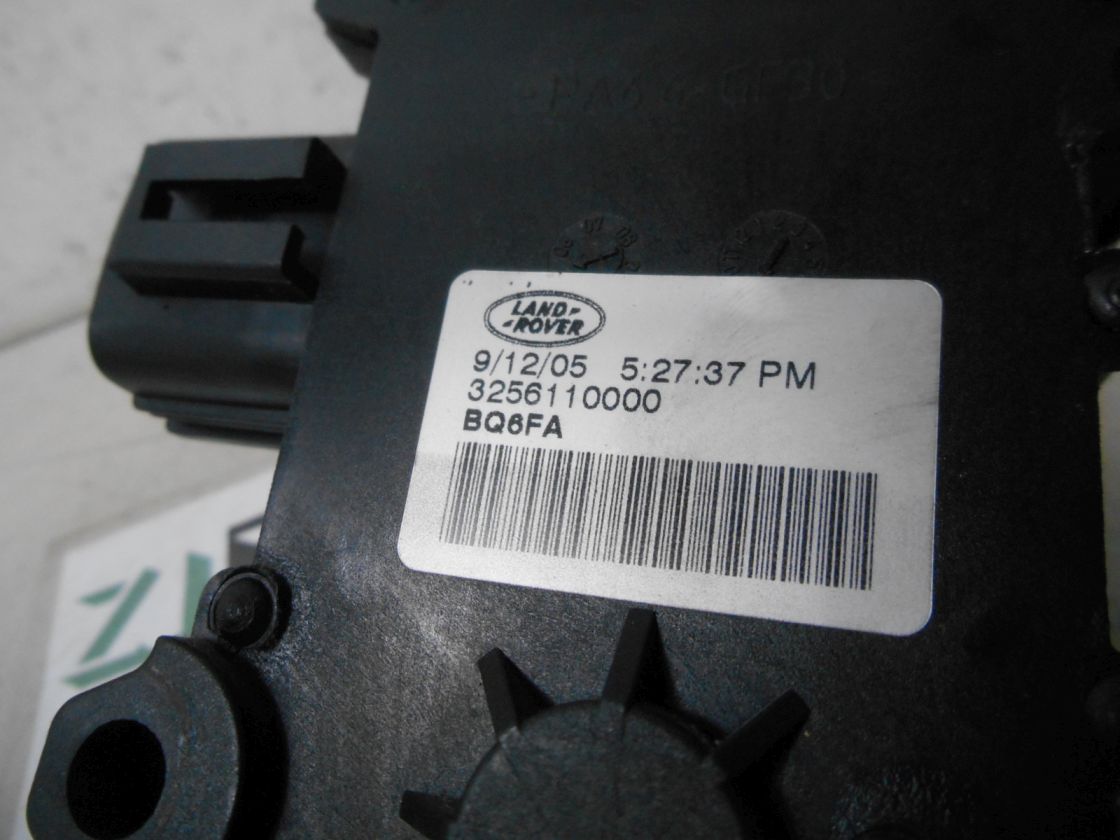 LAND-
-ROVER
9/12/05 5:27:37 PM
3256110000
BQ6FA